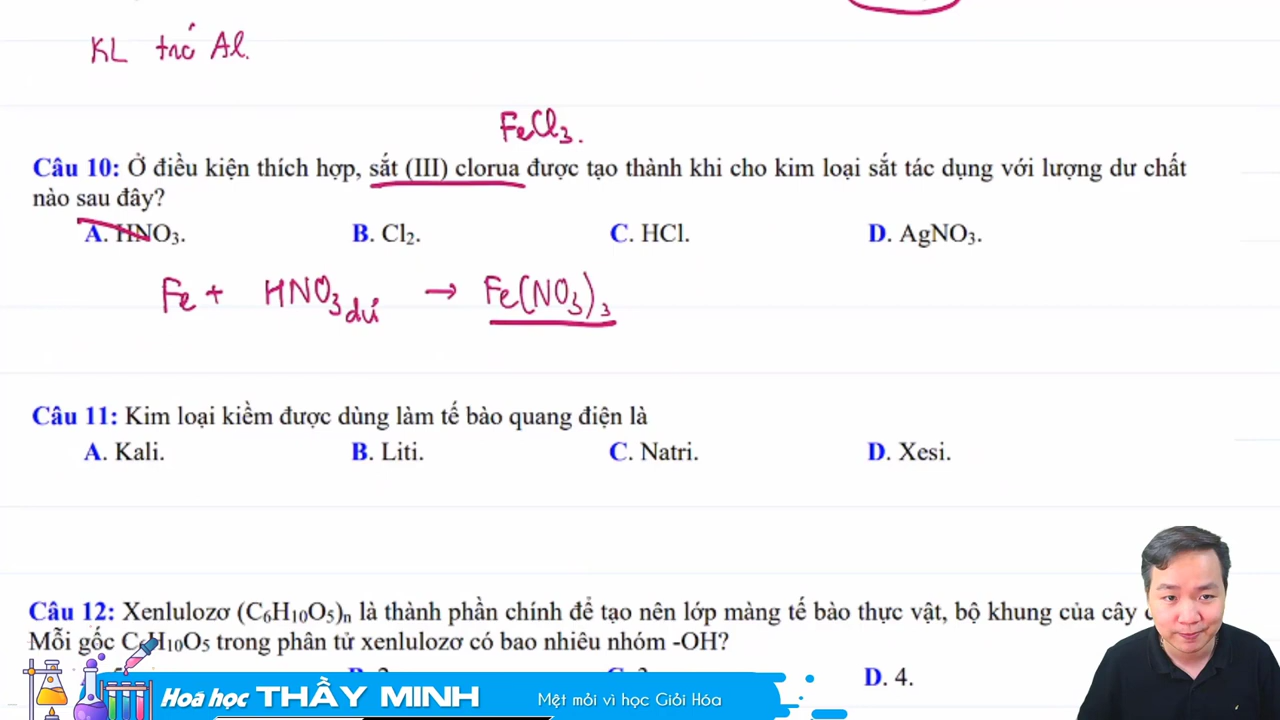 KL trơ Al.
FeCl3.
Câu 10: Ở điều kiện thích hợp, sắt (III) clorua được tạo thành khi cho kim loại sắt tác dụng với lượng dư chất
nào sau đây?
A. HNO3. B. Cl2. C. HCl. D. AgNO3.
Fe + HNO3 dư → Fe(NO3)3
Câu 11: Kim loại kiềm được dùng làm tế bào quang điện là
A. Kali. B. Liti. C. Natri. D. Xesi.
Câu 12: Xenlulozơ (C6H10O5)n là thành phần chính để tạo nên lớp màng tế bào thực vật, bộ khung của cây
Mỗi gốc C6H10O5 trong phân tử xenlulozơ có bao nhiêu nhóm -OH?
D. 4.
Hoá học THẦY MINH Mệt mỏi vì học Giỏi Hóa